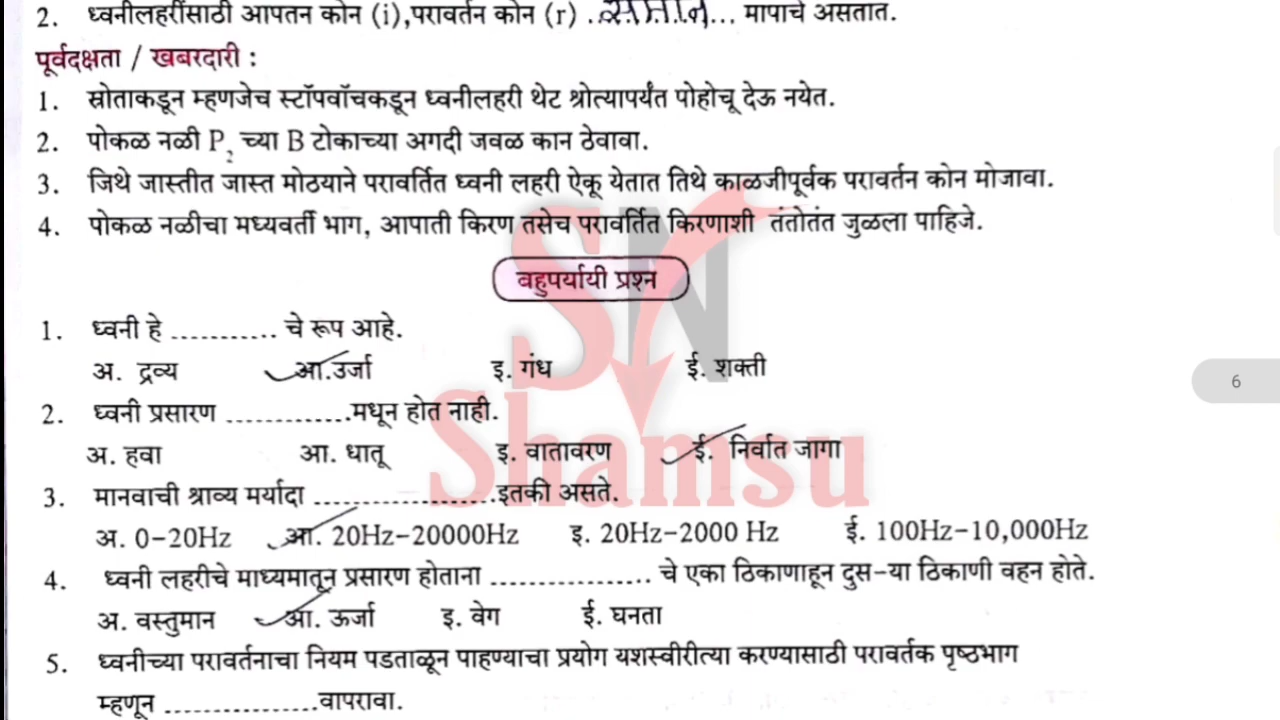 2. ध्वनीलहरींसाठी आपतन कोन (i),परावर्तन कोन (r) ..समान... मापाचे असतात.
पूर्वदक्षता / खबरदारी :
1. स्रोताकडून म्हणजेच स्टॉपवॉचकडून ध्वनीलहरी थेट श्रोत्यापर्यंत पोहोचू देऊ नयेत.
2. पोकळ नळी P₂ च्या B टोकाच्या अगदी जवळ कान ठेवावा.
3. जिथे जास्तीत जास्त मोठयाने परावर्तित ध्वनी लहरी ऐकू येतात तिथे काळजीपूर्वक परावर्तन कोन मोजावा.
4. पोकळ नळीचा मध्यवर्ती भाग, आपाती किरण तसेच परावर्तित किरणाशी तंतोतंत जुळला पाहिजे.
SN
Shamsu
बहुपर्यायी प्रश्न
1. ध्वनी हे ........... चे रूप आहे.
अ. द्रव्य आ.उर्जा इ. गंध ई. शक्ती
6
2. ध्वनी प्रसारण .............मधून होत नाही.
अ. हवा आ. धातू इ. वातावरण ई. निर्वात जागा
3. मानवाची श्राव्य मर्यादा ....................इतकी असते.
अ. 0-20Hz आ. 20Hz-20000Hz इ. 20Hz-2000 Hz ई. 100Hz-10,000Hz
4. ध्वनी लहरीचे माध्यमातून प्रसारण होताना .................. चे एका ठिकाणाहून दुस-या ठिकाणी वहन होते.
अ. वस्तुमान आ. ऊर्जा इ. वेग ई. घनता
5. ध्वनीच्या परावर्तनाचा नियम पडताळून पाहण्याचा प्रयोग यशस्वीरीत्या करण्यासाठी परावर्तक पृष्ठभाग
म्हणून .................वापरावा.